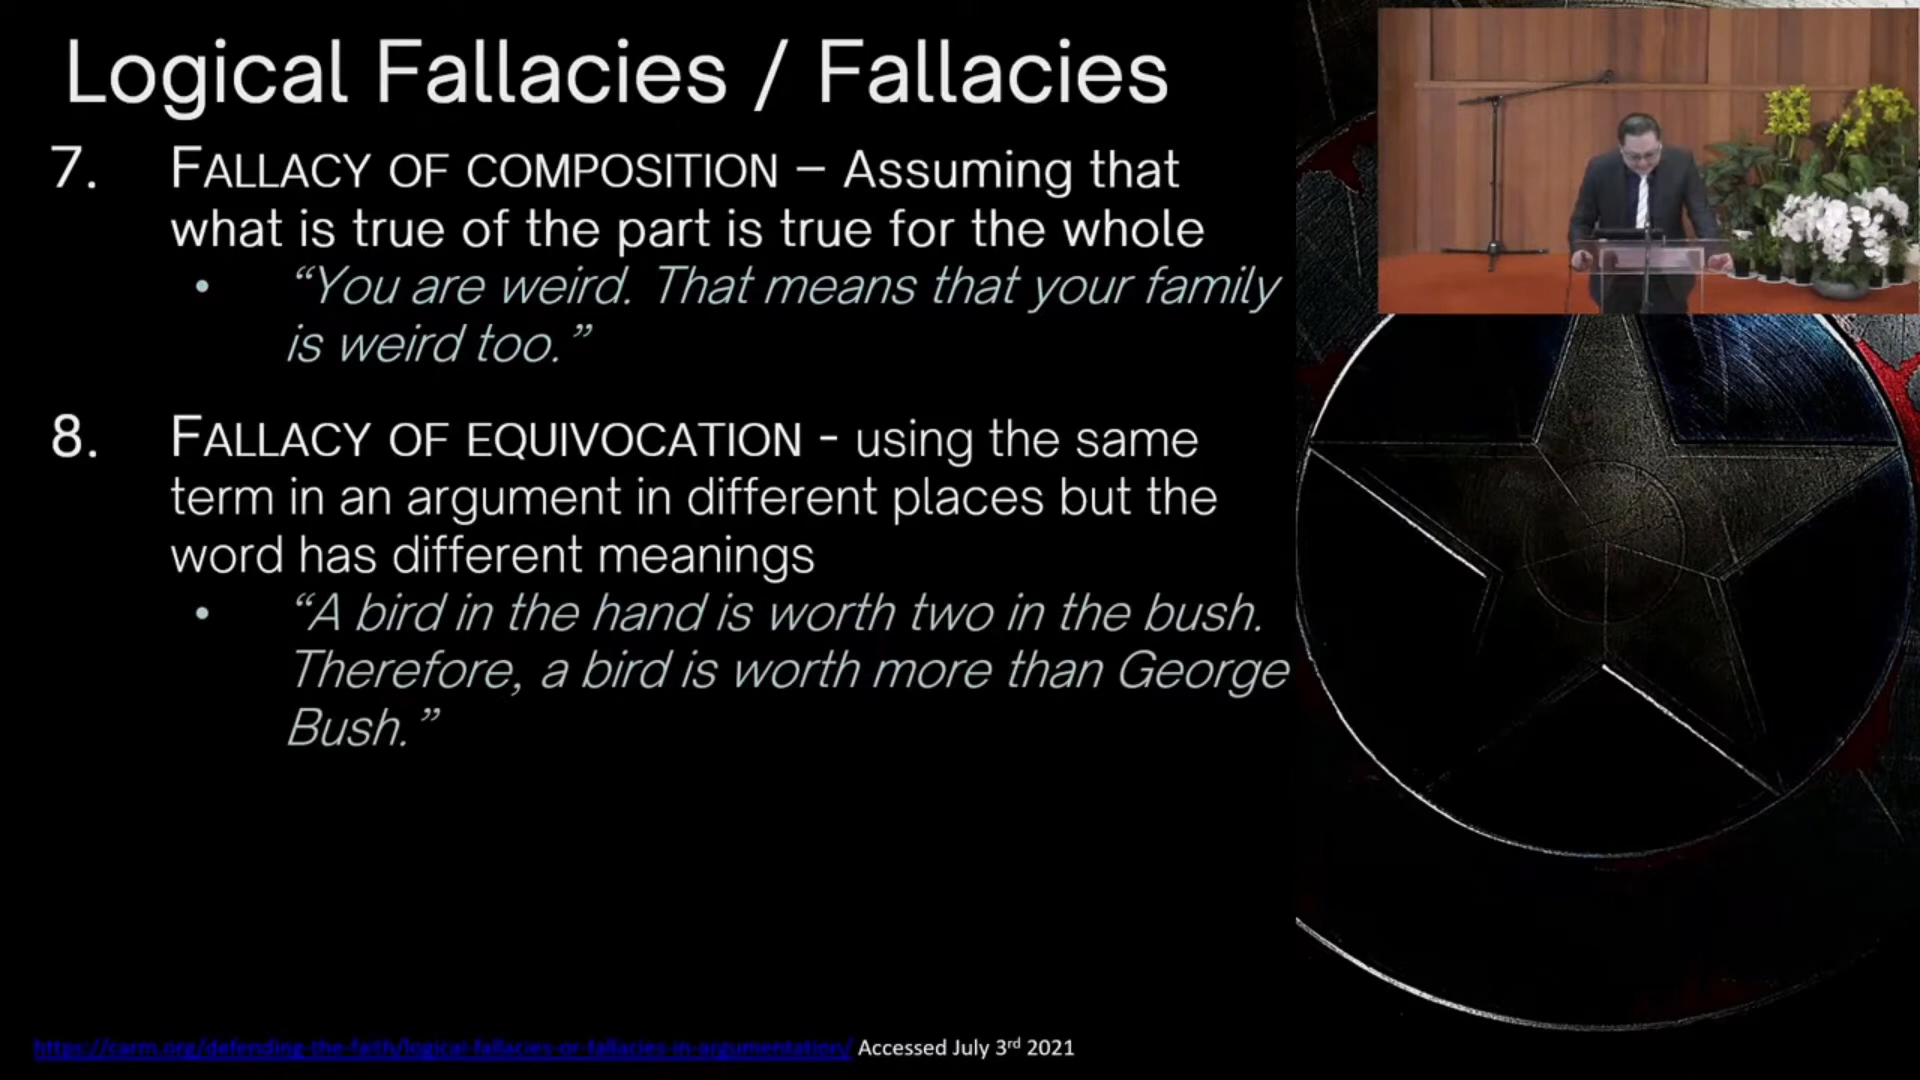 Logical Fallacies / Fallacies
7. FALLACY OF COMPOSITION – Assuming that
what is true of the part is true for the whole
• “You are weird. That means that your family
is weird too.”
8. FALLACY OF EQUIVOCATION - using the same
term in an argument in different places but the
word has different meanings
• “A bird in the hand is worth two in the bush.
Therefore, a bird is worth more than George
Bush.”
https://carm.org/defending-the-faith/logical-fallacies-or-fallacies-in-argumentation/ Accessed July 3rd 2021